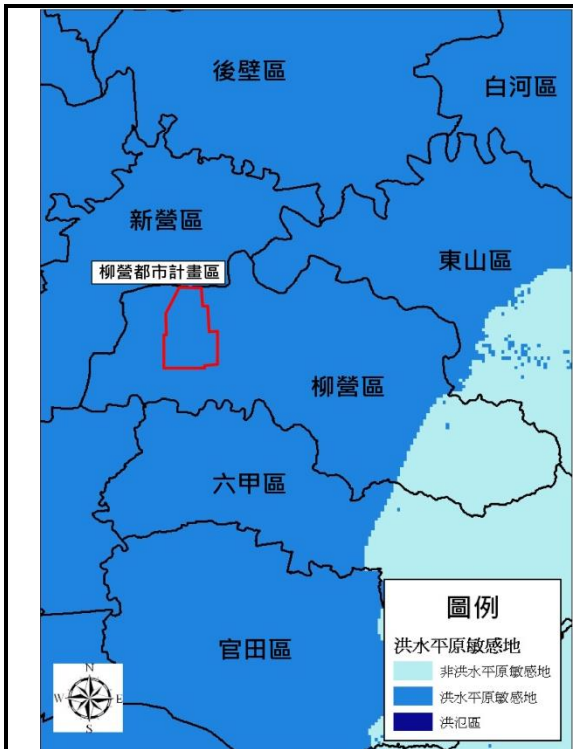 後壁區
白河區
新營區
東山區
柳營都市計畫區
柳營區
六甲區
官田區
圖例
洪水平原敏感地
非洪水平原敏感地
洪水平原敏感地
洪氾區
N
W E
S